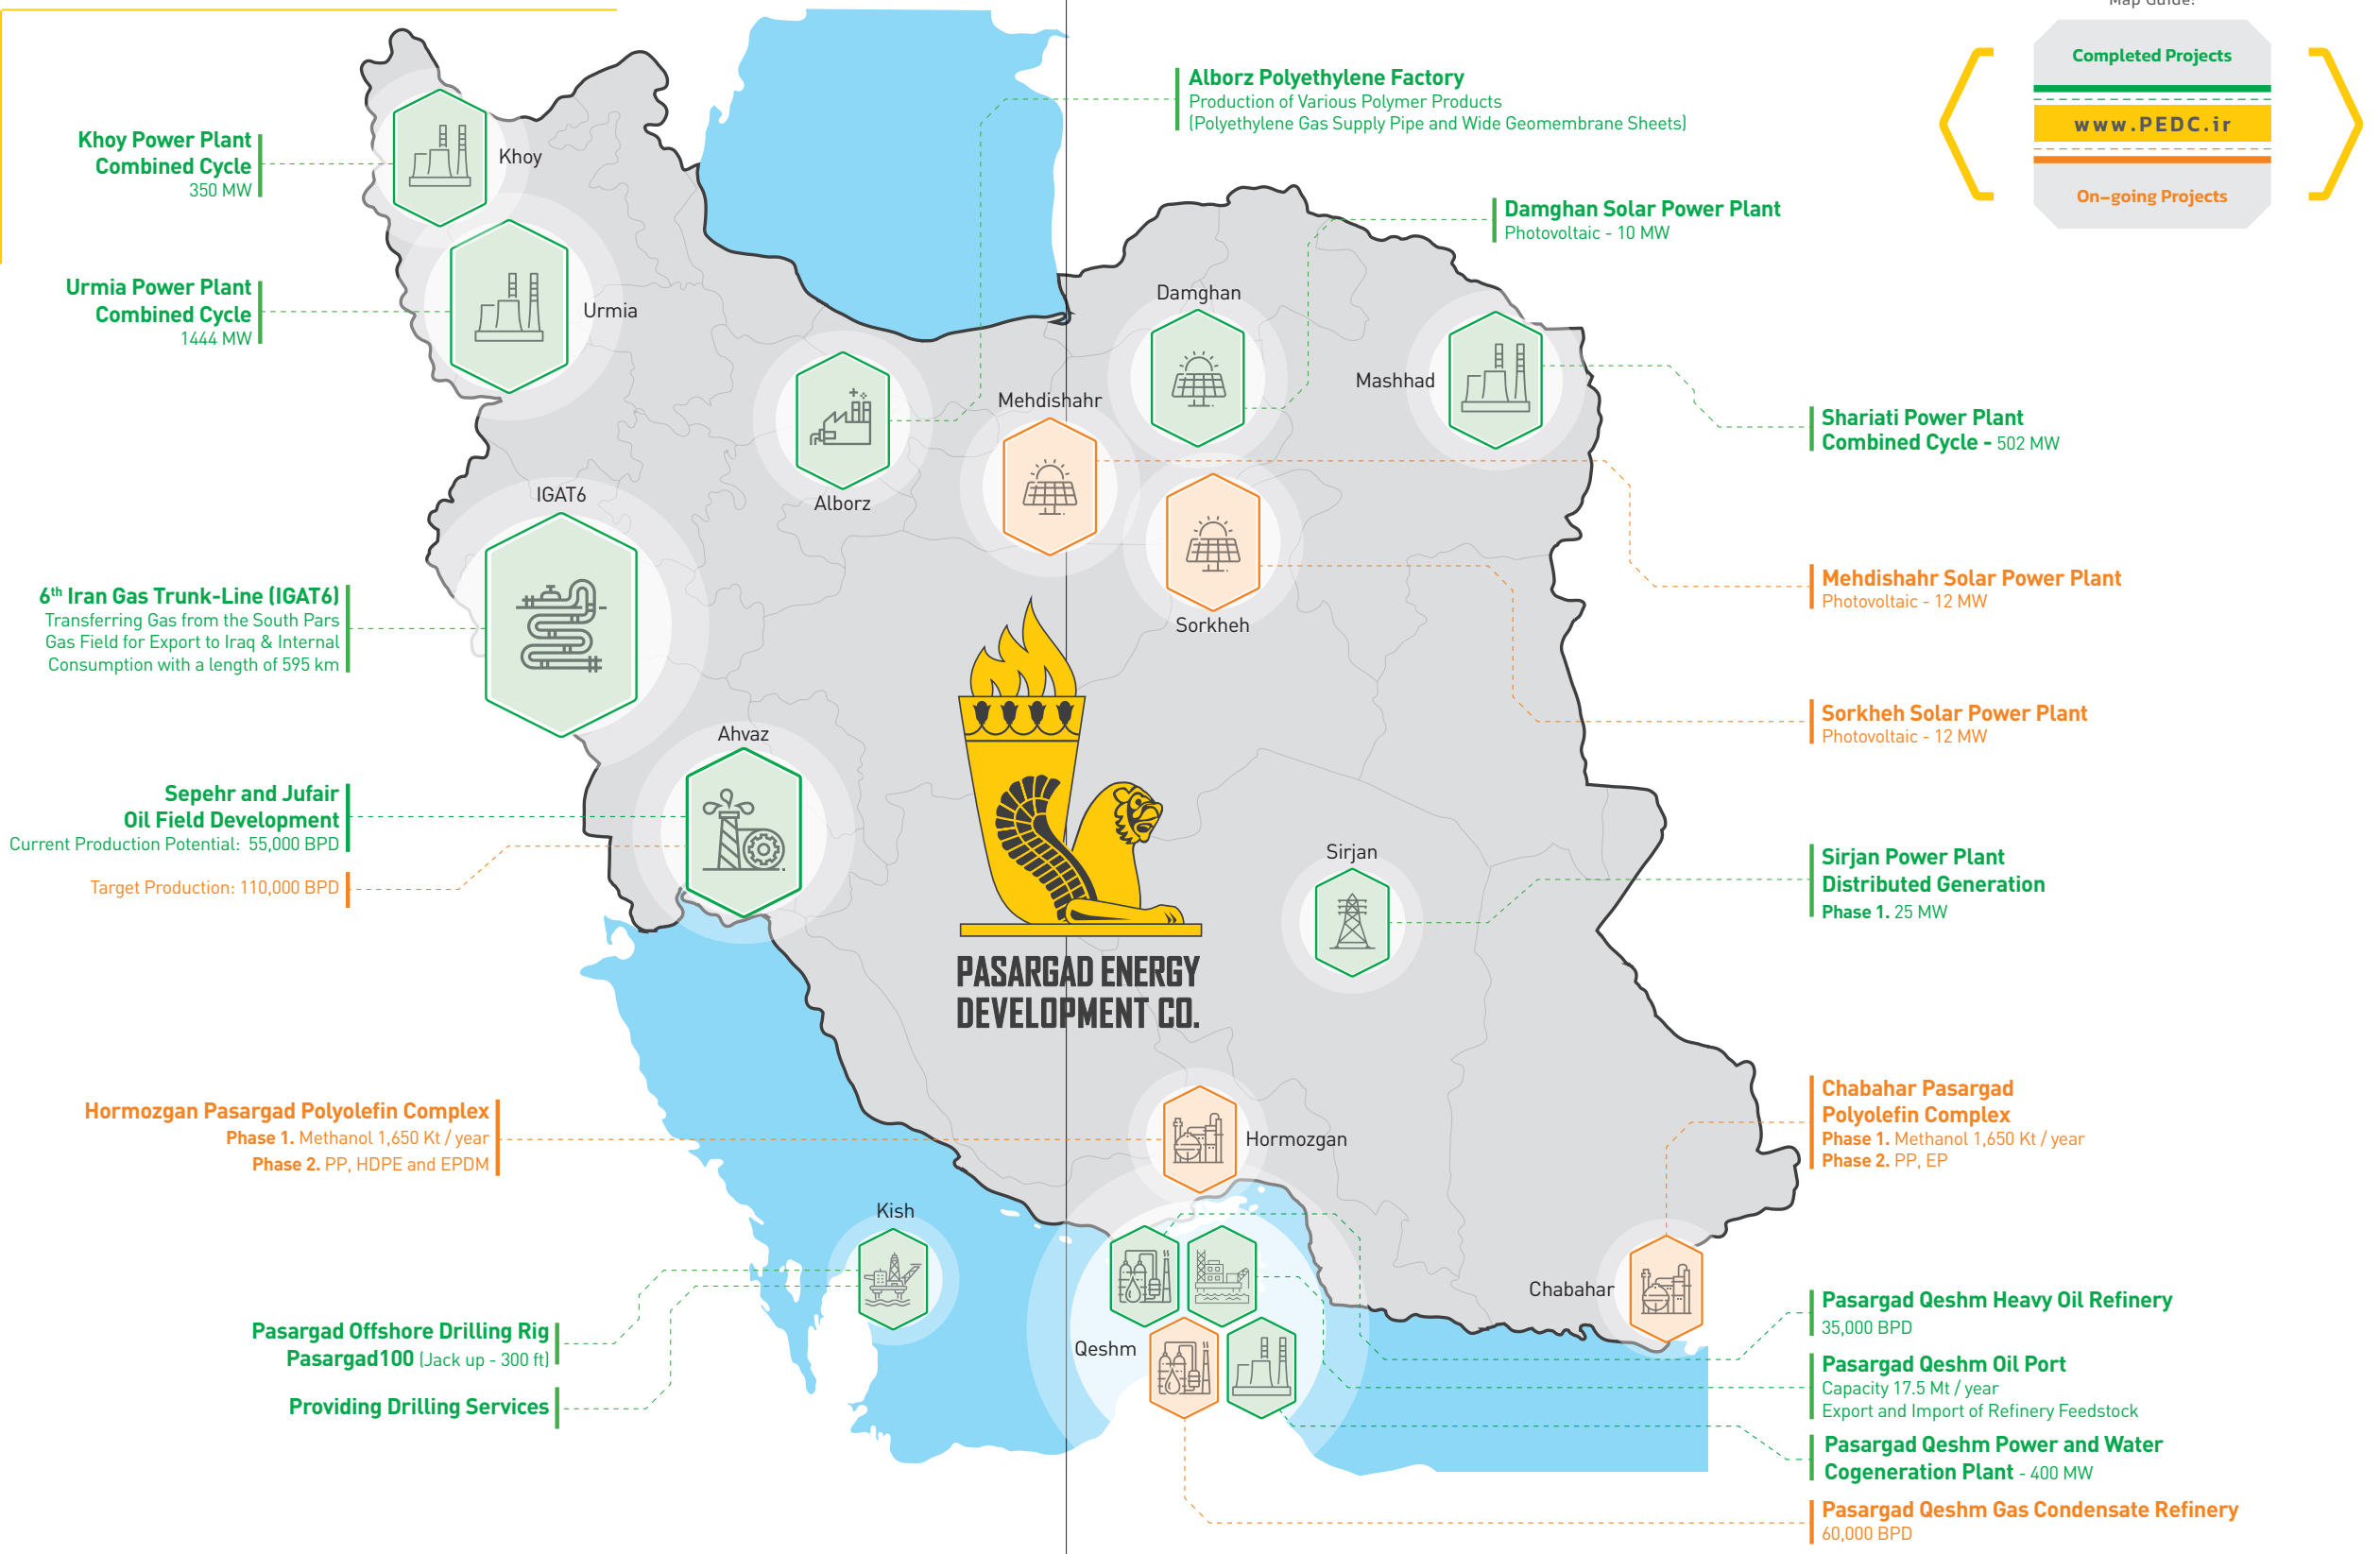 Map Guide:
Completed Projects
www.PEDC.ir
On-going Projects
Alborz Polyethylene Factory
Production of Various Polymer Products
(Polyethylene Gas Supply Pipe and Wide Geomembrane Sheets)
Damghan Solar Power Plant
Photovoltaic - 10 MW
Khoy Power Plant
Combined Cycle
350 MW
Khoy
Urmia Power Plant
Combined Cycle
1444 MW
Urmia
Damghan
Mashhad
Mehdishahr
Alborz
Shariati Power Plant
Combined Cycle - 502 MW
IGAT6
6th Iran Gas Trunk-Line (IGAT6)
Transferring Gas from the South Pars
Gas Field for Export to Iraq & Internal
Consumption with a length of 595 km
Sorkheh
Mehdishahr Solar Power Plant
Photovoltaic - 12 MW
Sorkheh Solar Power Plant
Photovoltaic - 12 MW
Ahvaz
Sepehr and Jufair
Oil Field Development
Current Production Potential: 55,000 BPD
Target Production: 110,000 BPD
Sirjan
Sirjan Power Plant
Distributed Generation
Phase 1. 25 MW
PASARGAD ENERGY
DEVELOPMENT CO.
Hormozgan Pasargad Polyolefin Complex
Phase 1. Methanol 1,650 Kt / year
Phase 2. PP, HDPE and EPDM
Hormozgan
Chabahar Pasargad
Polyolefin Complex
Phase 1. Methanol 1,650 Kt / year
Phase 2. PP, EP
Kish
Chabahar
Qeshm
Pasargad Offshore Drilling Rig
Pasargad100 (Jack up - 300 ft)
Providing Drilling Services
Pasargad Qeshm Heavy Oil Refinery
35,000 BPD
Pasargad Qeshm Oil Port
Capacity 17.5 Mt / year
Export and Import of Refinery Feedstock
Pasargad Qeshm Power and Water
Cogeneration Plant - 400 MW
Pasargad Qeshm Gas Condensate Refinery
60,000 BPD